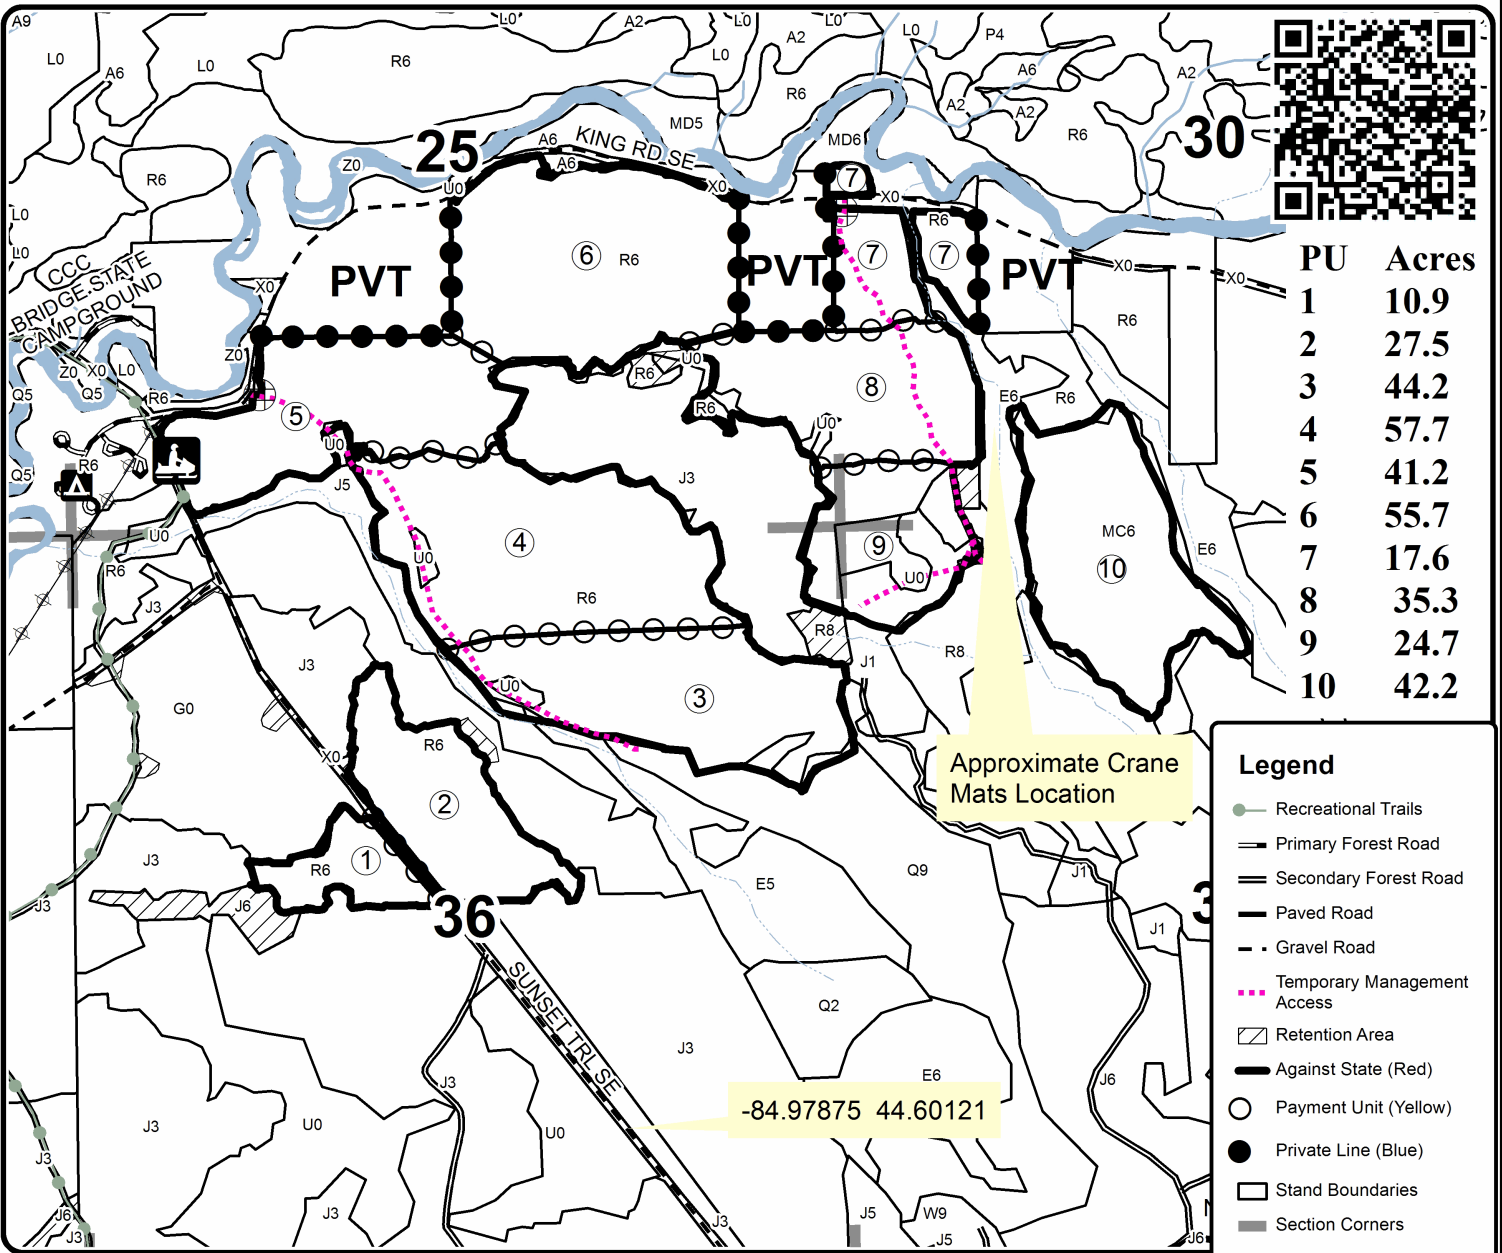 A9
L0
A6
L0
R6
L0
A2
L0
L0
A2
L0
L0
P4
A6
A2
A2
A2
R6
R6
MD5
MD6
30
25
A6
KING RD SE
A6
Z0
U0
X0
7
X0
R6
R6
L0
L0
CCC
BRIDGE STATE
CAMPGROUND
X0
PVT
6
R6
PVT
7
7
PVT
X0
X0
R6
Z0
Z0
X0
L0
Q5
Q5
R6
5
U0
R6
R6
U0
8
E6
R6
U0
Q5
R6
J5
J3
4
U0
R6
9
U0
MC6
10
E6
U0
R6
J3
R8
R8
J1
J3
G0
U0
3
X0
R6
2
1
R6
J3
J6
J3
36
E5
Q9
J1
J1
3
Q2
E6
J6
SUNSET TRL SE
J3
J3
J3
U0
U0
J3
J3
J6
J3
J3
J5
W9
J5
J6
Approximate Crane
Mats Location
-84.97875 44.60121
PU Acres
1 10.9
2 27.5
3 44.2
4 57.7
5 41.2
6 55.7
7 17.6
8 35.3
9 24.7
10 42.2
Legend
Recreational Trails
Primary Forest Road
Secondary Forest Road
Paved Road
Gravel Road
Temporary Management
Access
Retention Area
Against State (Red)
Payment Unit (Yellow)
Private Line (Blue)
Stand Boundaries
Section Corners